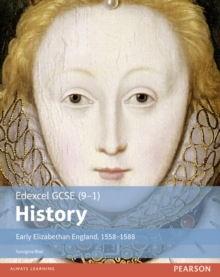 Edexcel GCSE (9–1)
History
Early Elizabethan England, 1558–1588
Georgina Blair
ALWAYS LEARNING
PEARSON